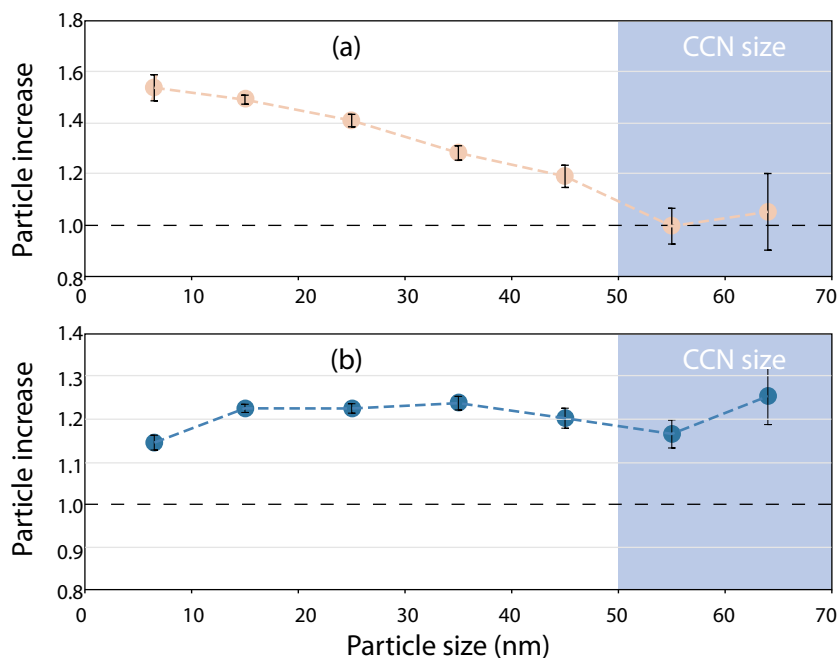 (a)
CCN size
Particle increase
1.8
1.6
1.4
1.2
1.0
0.8
0 10 20 30 40 50 60 70
(b)
CCN size
Particle increase
1.4
1.3
1.2
1.1
1.0
0.9
0.8
0 10 20 30 40 50 60 70
Particle size (nm)